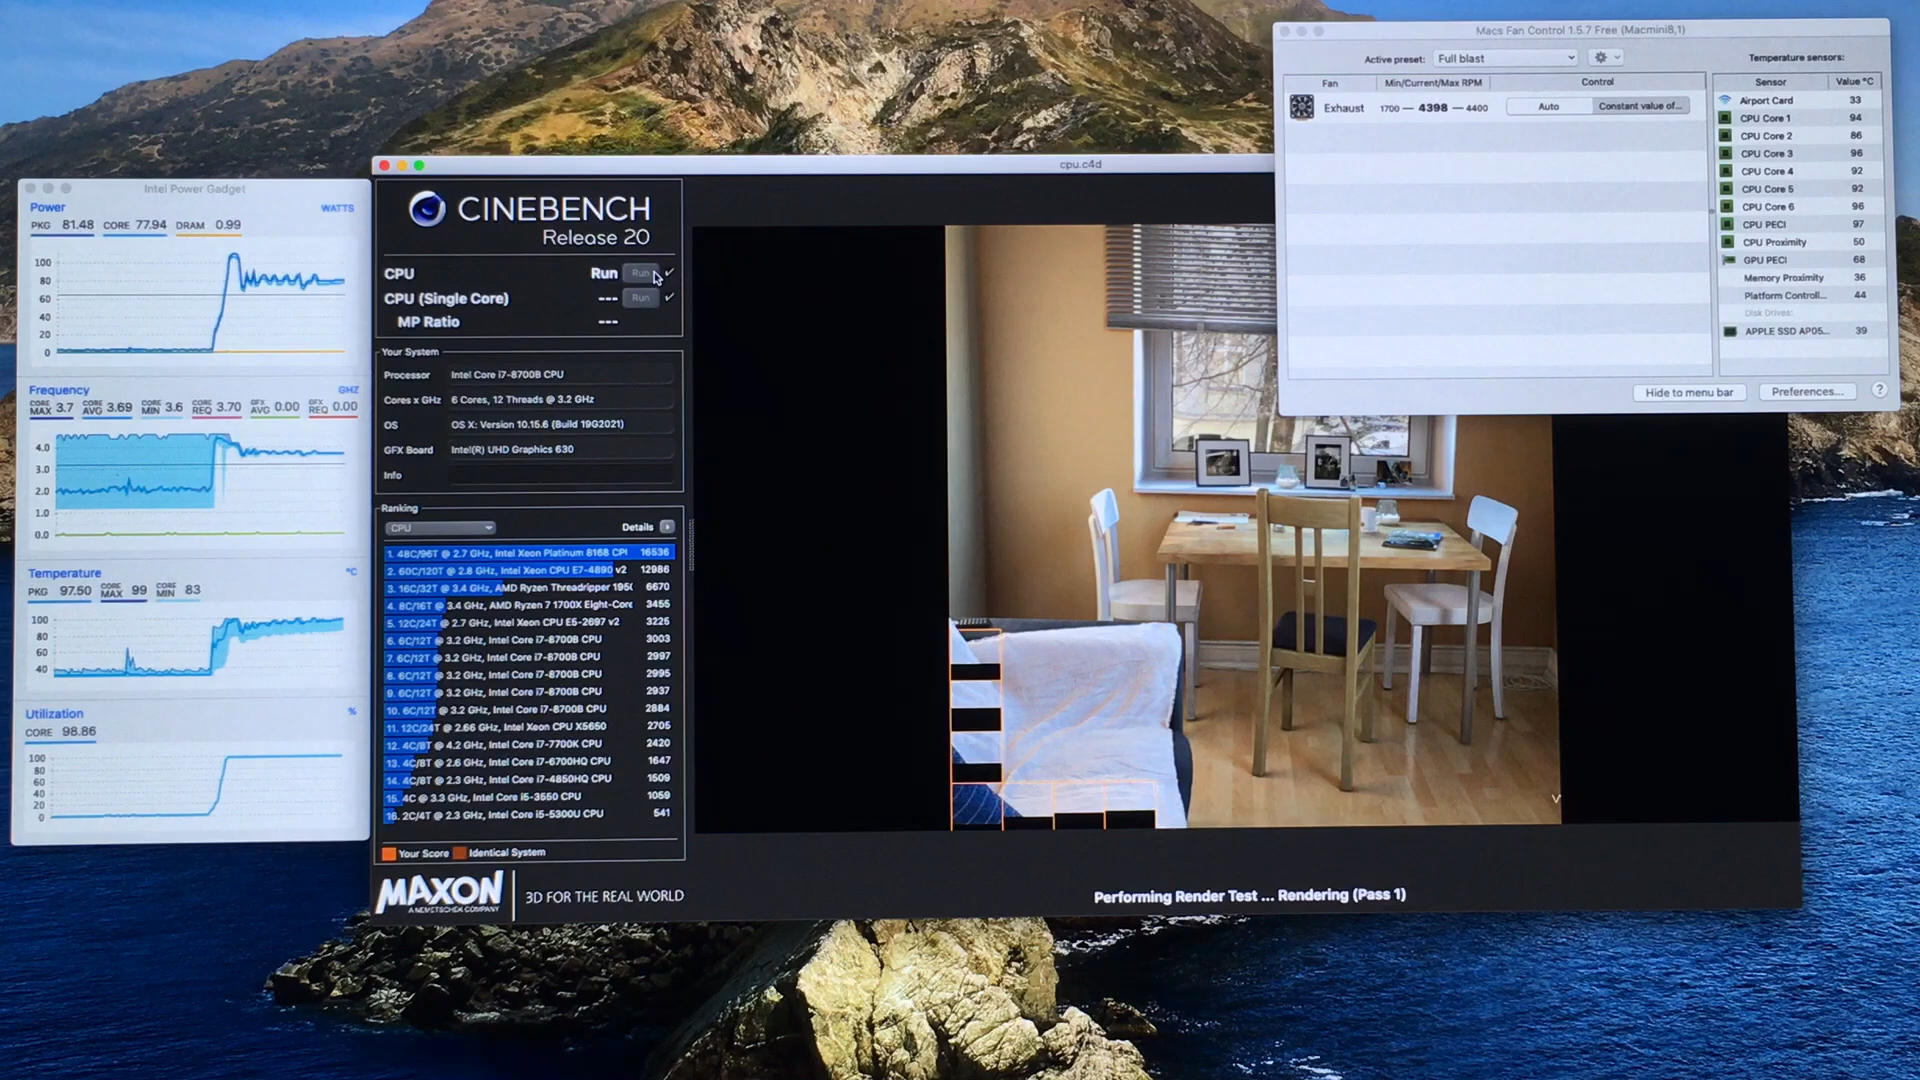 Intel Power Gadget
Power
WATTS
PKG 81.48 CORE 77.94 DRAM 0.99
100
80
60
40
20
0
Frequency
GHZ
CORE MAX 3.7 CORE AVG 3.69 CORE MIN 3.6 CORE REQ 3.70 GFX AVG 0.00 GFX REQ 0.00
4.0
3.0
2.0
1.0
0.0
Temperature
°C
PKG 97.50 CORE MAX 99 CORE MIN 83
100
80
60
40
Utilization
%
CORE 98.86
100
80
60
40
20
0
cpu.c4d
CINEBENCH
Release 20
CPU Run Run
CPU (Single Core) --- Run
MP Ratio ---
Your System
Processor Intel Core i7-8700B CPU
Cores x GHz 6 Cores, 12 Threads @ 3.2 GHz
OS OS X: Version 10.15.6 (Build 19G2021)
GFX Board Intel(R) UHD Graphics 630
Info
Ranking
CPU Details
1. 48C/96T @ 2.7 GHz, Intel Xeon Platinum 8168 CPU 16536
2. 60C/120T @ 2.8 GHz, Intel Xeon CPU E7-4890 v2 12986
3. 16C/32T @ 3.4 GHz, AMD Ryzen Threadripper 195( 6670
4. 8C/16T @ 3.4 GHz, AMD Ryzen 7 1700X Eight-Core 3455
5. 12C/24T @ 2.7 GHz, Intel Xeon CPU E5-2697 v2 3225
6. 6C/12T @ 3.2 GHz, Intel Core i7-8700B CPU 3003
7. 6C/12T @ 3.2 GHz, Intel Core i7-8700B CPU 2997
8. 6C/12T @ 3.2 GHz, Intel Core i7-8700B CPU 2995
9. 6C/12T @ 3.2 GHz, Intel Core i7-8700B CPU 2937
10. 6C/12T @ 3.2 GHz, Intel Core i7-8700B CPU 2884
11. 12C/24T @ 2.66 GHz, Intel Xeon CPU X5650 2705
12. 4C/8T @ 4.2 GHz, Intel Core i7-7700K CPU 2420
13. 4C/8T @ 2.6 GHz, Intel Core i7-6700HQ CPU 1647
14. 4C/8T @ 2.3 GHz, Intel Core i7-4850HQ CPU 1509
15. 4C @ 3.3 GHz, Intel Core i5-3550 CPU 1059
16. 2C/4T @ 2.3 GHz, Intel Core i5-5300U CPU 541
Your Score Identical System
MAXON
A NEMETSCHEK COMPANY
3D FOR THE REAL WORLD
Performing Render Test ... Rendering (Pass 1)
Macs Fan Control 1.5.7 Free (Macmini8,1)
Active preset: Full blast
Fan Min/Current/Max RPM Control
Exhaust 1700 — 4398 — 4400 Auto Constant value of...
Temperature sensors:
Sensor Value °C
Airport Card 33
CPU Core 1 94
CPU Core 2 86
CPU Core 3 96
CPU Core 4 92
CPU Core 5 92
CPU Core 6 96
CPU PECI 97
CPU Proximity 50
GPU PECI 68
Memory Proximity 36
Platform Controll... 44
Disk Drives:
APPLE SSD AP05... 39
Hide to menu bar Preferences... ?